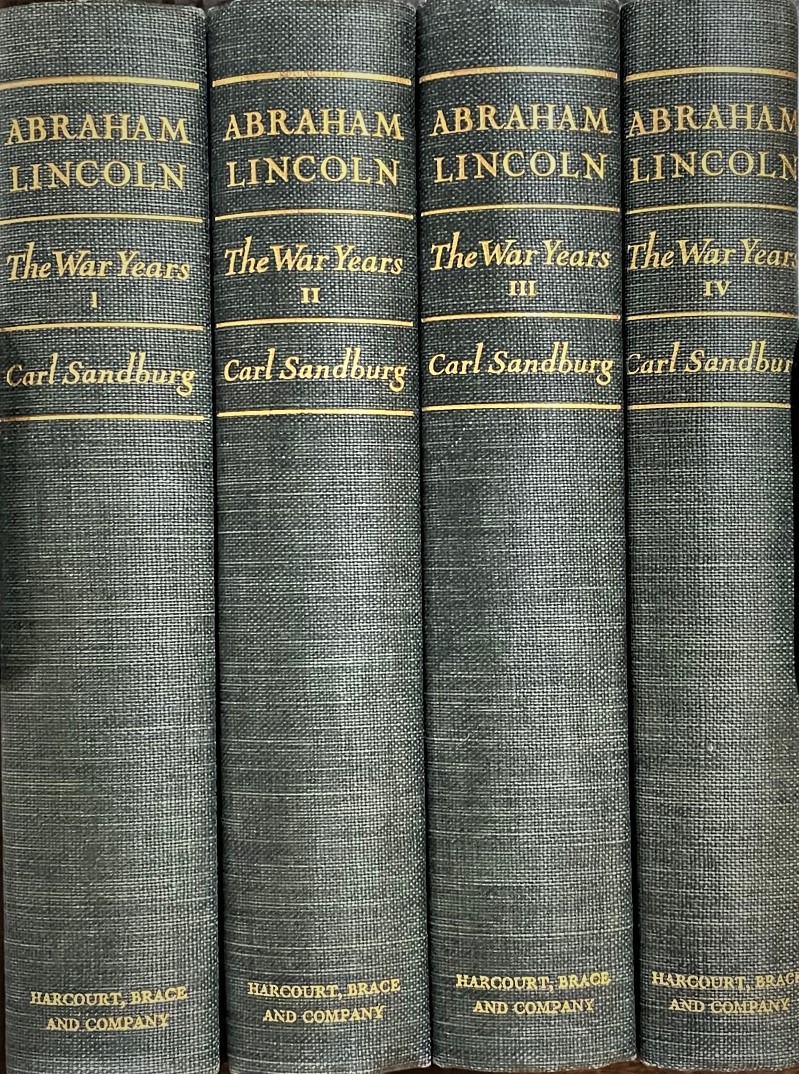 ABRAHAM
LINCOLN
The War Years
I
Carl Sandburg
HARCOURT, BRACE
AND COMPANY
ABRAHAM
LINCOLN
The War Years
II
Carl Sandburg
HARCOURT, BRACE
AND COMPANY
ABRAHAM
LINCOLN
The War Years
III
Carl Sandburg
HARCOURT, BRACE
AND COMPANY
ABRAHAM
LINCOLN
The War Years
IV
Carl Sandbur
HARCOURT, BRACE
AND COMPANY